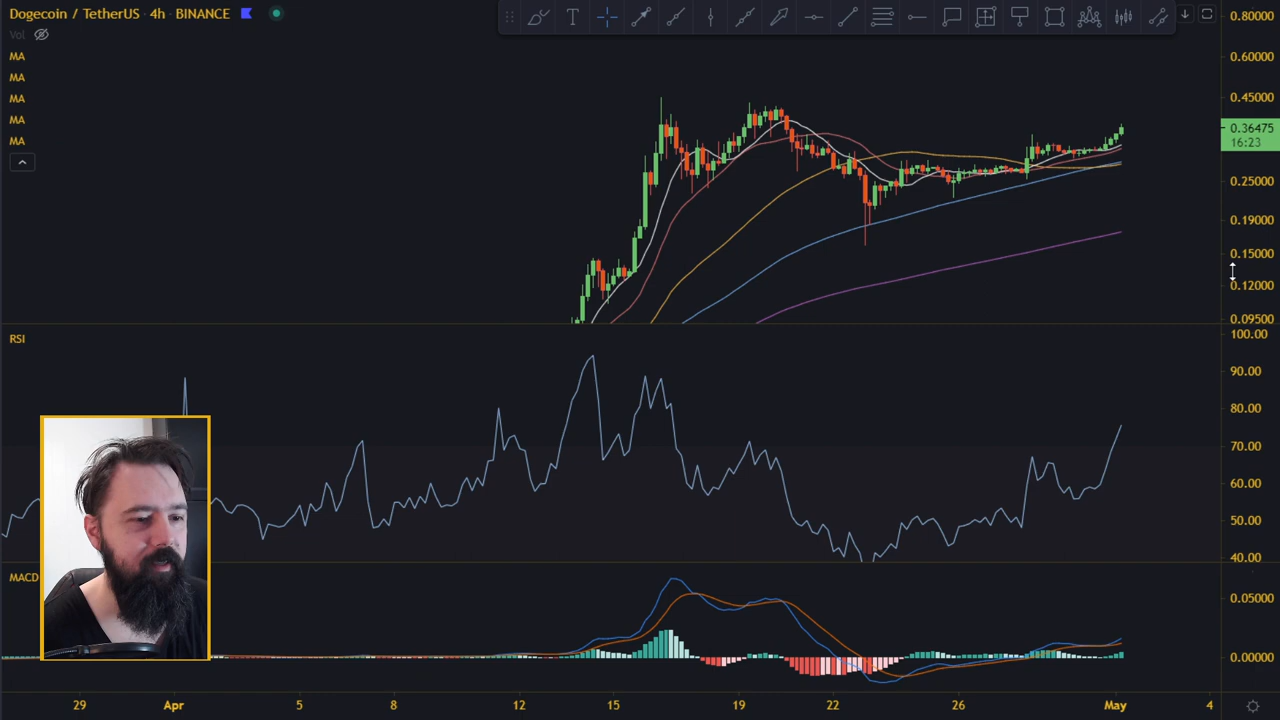 Dogecoin / TetherUS · 4h · BINANCE
Vol
MA
MA
MA
MA
MA
T
0.80000
0.60000
0.45000
0.36475
16:23
0.25000
0.19000
0.15000
0.12000
0.09500
RSI
100.00
90.00
80.00
70.00
60.00
50.00
40.00
MACD
0.05000
0.00000
29 Apr 5 8 12 15 19 22 26 May 4